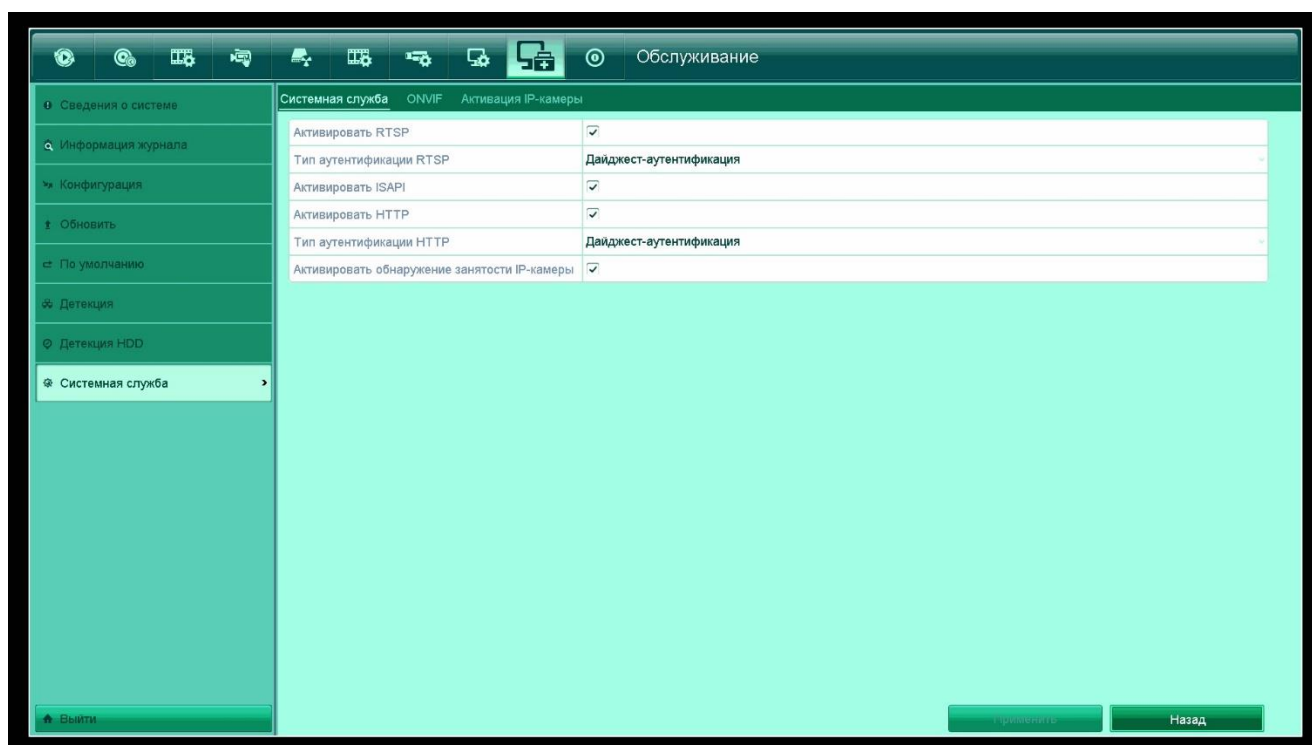 Обслуживание
Сведения о системе
Информация журнала
Конфигурация
Обновить
По умолчанию
Детекция
Детекция HDD
Системная служба
Выйти
Системная служба ONVIF Активация IP-камеры
Активировать RTSP
Тип аутентификации RTSP Дайджест-аутентификация
Активировать ISAPI
Активировать HTTP
Тип аутентификации HTTP Дайджест-аутентификация
Активировать обнаружение занятости IP-камеры
Применить Назад